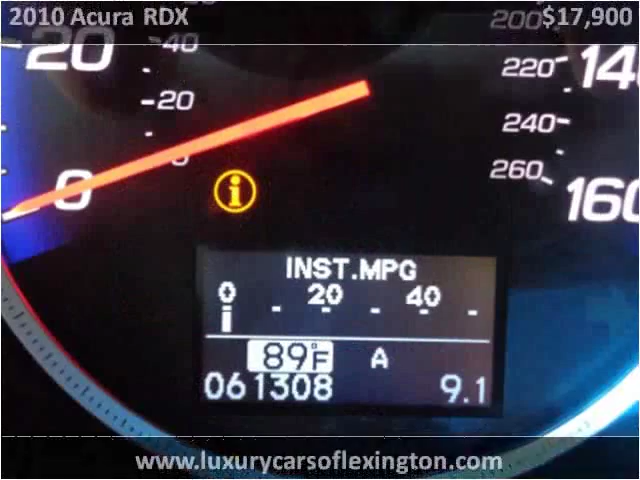 2010 Acura RDX $17,900
200
20 40 220 140
20 240
0 0 260 160
i
INST.MPG
0 20 40
89°F A
061308 9.1
www.luxurycarsoflexington.com